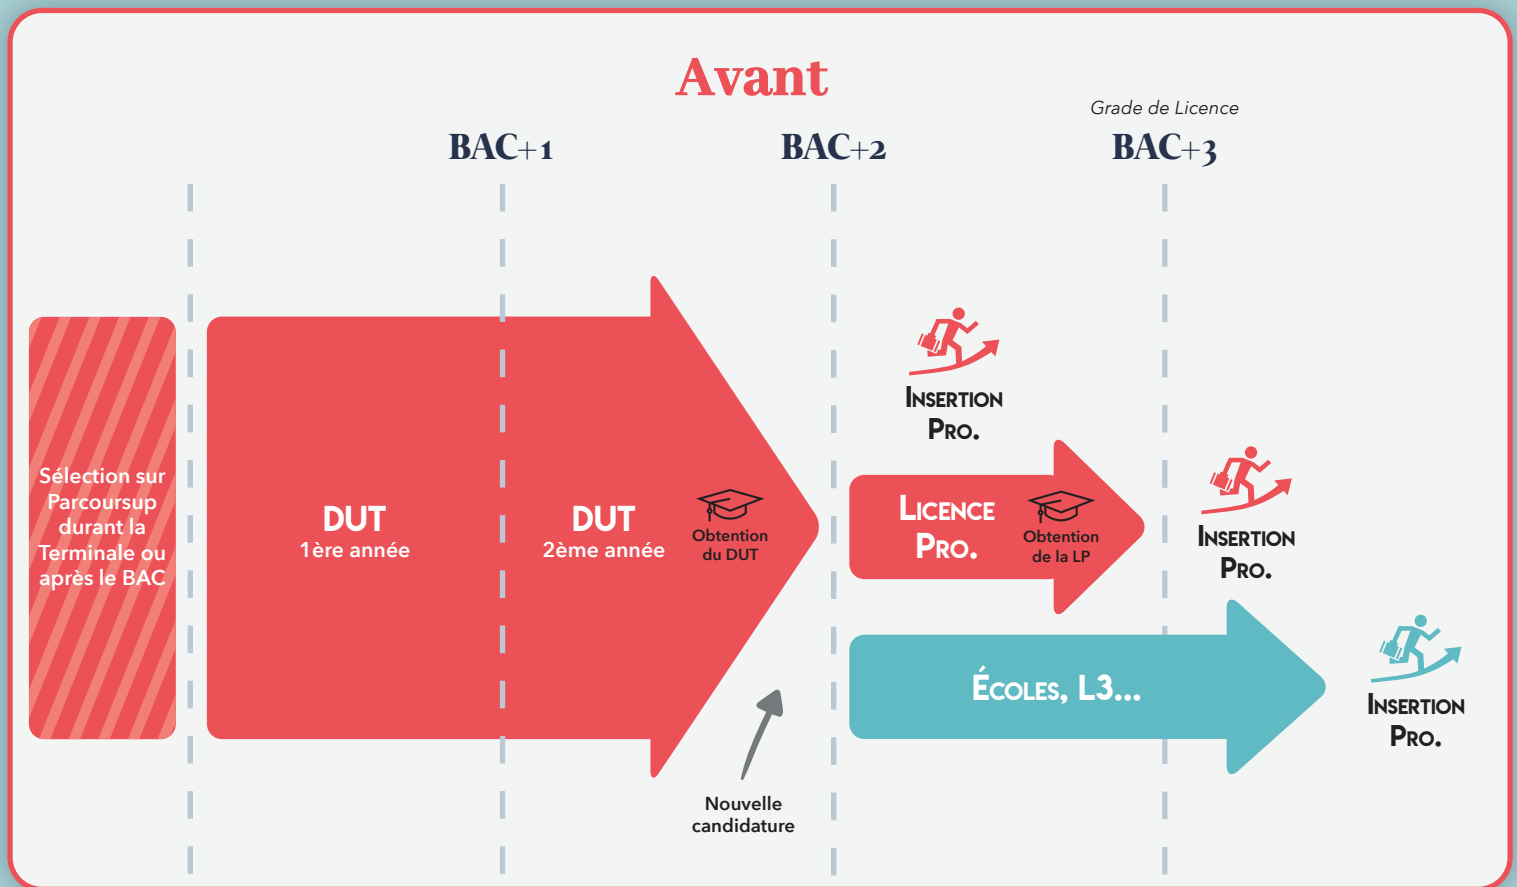 Avant
Grade de Licence
BAC+1
BAC+2
BAC+3
Sélection sur
Parcoursup
durant la
Terminale ou
après le BAC
DUT
1ère année
DUT
2ème année
Obtention
du DUT
Nouvelle
candidature
INSERTION
PRO.
LICENCE
PRO.
Obtention
de la LP
INSERTION
PRO.
ÉCOLES, L3...
INSERTION
PRO.